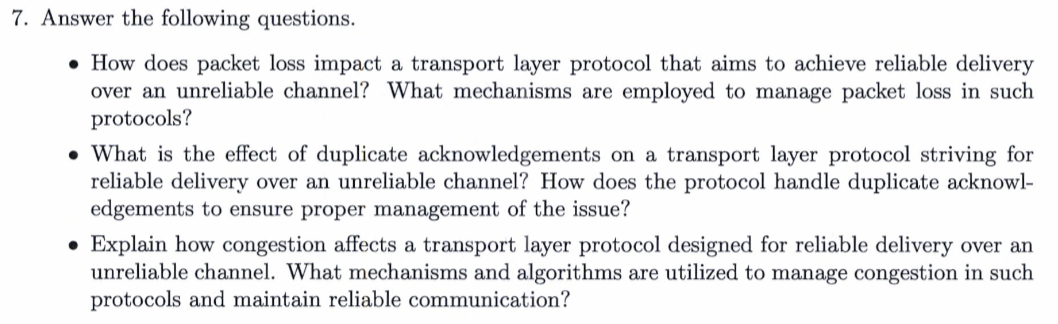 7. Answer the following questions.
• How does packet loss impact a transport layer protocol that aims to achieve reliable delivery
over an unreliable channel? What mechanisms are employed to manage packet loss in such
protocols?
• What is the effect of duplicate acknowledgements on a transport layer protocol striving for
reliable delivery over an unreliable channel? How does the protocol handle duplicate acknowl-
edgements to ensure proper management of the issue?
• Explain how congestion affects a transport layer protocol designed for reliable delivery over an
unreliable channel. What mechanisms and algorithms are utilized to manage congestion in such
protocols and maintain reliable communication?